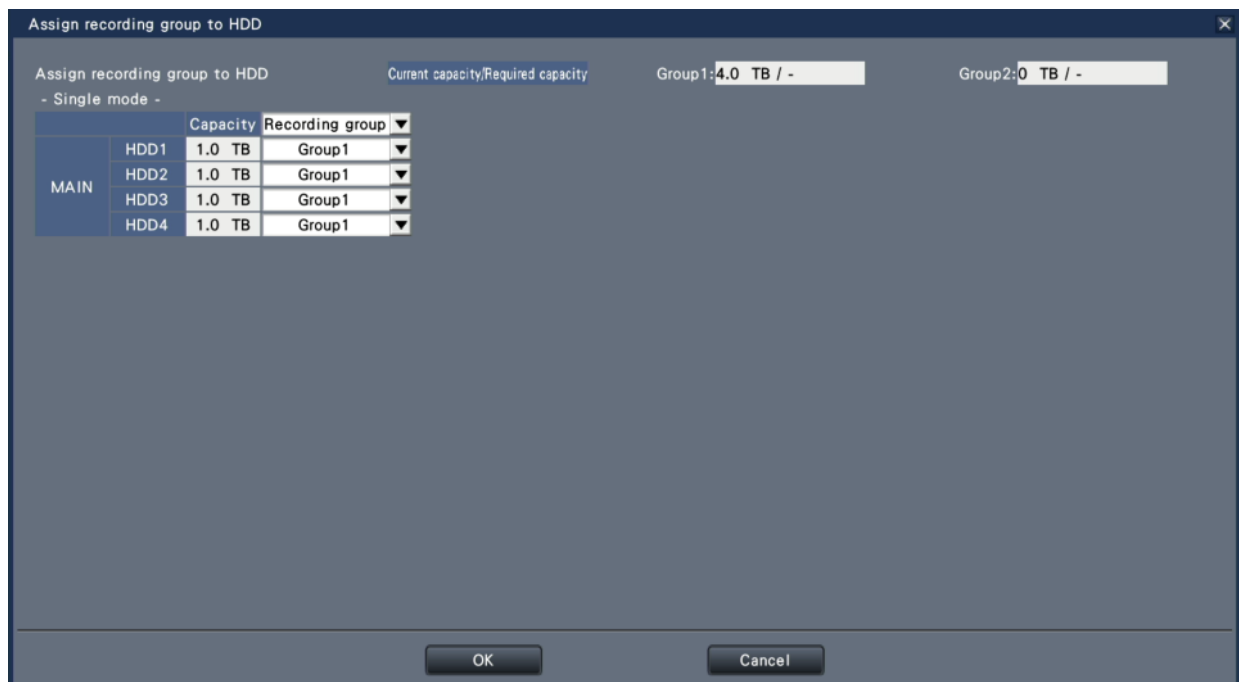 Assign recording group to HDD
Assign recording group to HDD Current capacity/Required capacity Group1:4.0 TB / - Group2:0 TB / -
- Single mode -
Capacity Recording group
MAIN
HDD1 1.0 TB Group1
HDD2 1.0 TB Group1
HDD3 1.0 TB Group1
HDD4 1.0 TB Group1
OK Cancel